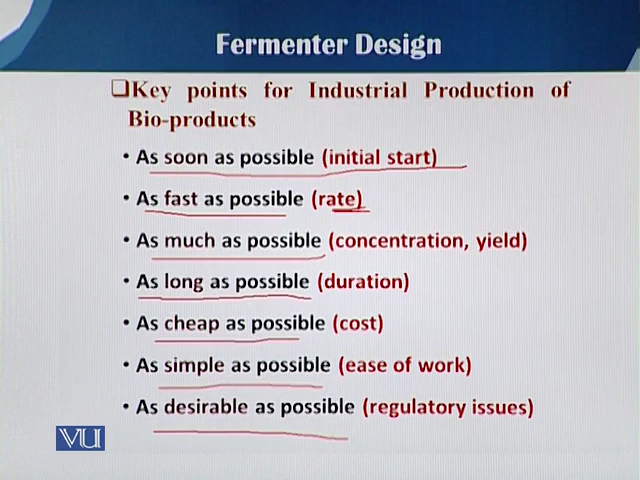 Fermenter Design
❑Key points for Industrial Production of
Bio-products
• As soon as possible (initial start)
• As fast as possible (rate)
• As much as possible (concentration, yield)
• As long as possible (duration)
• As cheap as possible (cost)
• As simple as possible (ease of work)
• As desirable as possible (regulatory issues)
VU